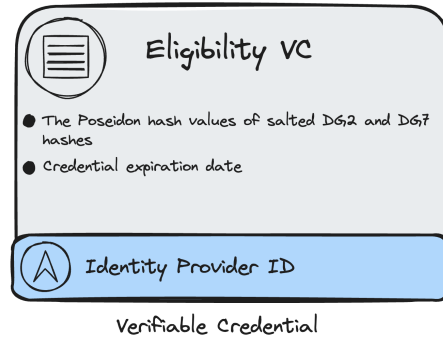 Eligibility VC
The Poseidon hash values of salted DG2 and DG7
hashes
Credential expiration date
Identity Provider ID
Verifiable Credential